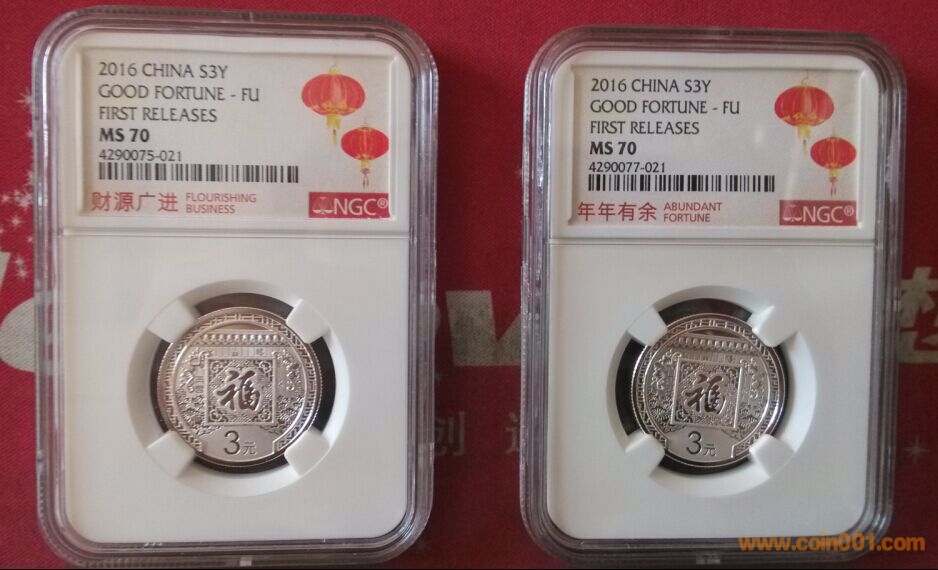 2016 CHINA S3Y
GOOD FORTUNE - FU
FIRST RELEASES
MS 70
4290075-021
财源广进 FLOURISHING
BUSINESS
NGC®
福
3元
2016 CHINA S3Y
GOOD FORTUNE - FU
FIRST RELEASES
MS 70
4290077-021
年年有余 ABUNDANT
FORTUNE
NGC®
福
3元
创
www.coin001.com